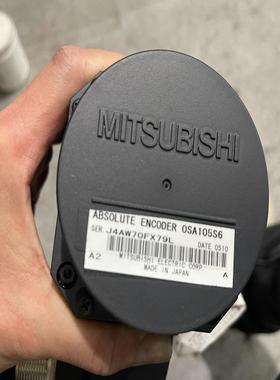 MITSUBISHI
ABSOLUTE ENCODER OSA105S6
SER. J4AW70FX79L
DATE 0510
A2 MITSUBISHI ELECTRIC CORP. A
MADE IN JAPAN